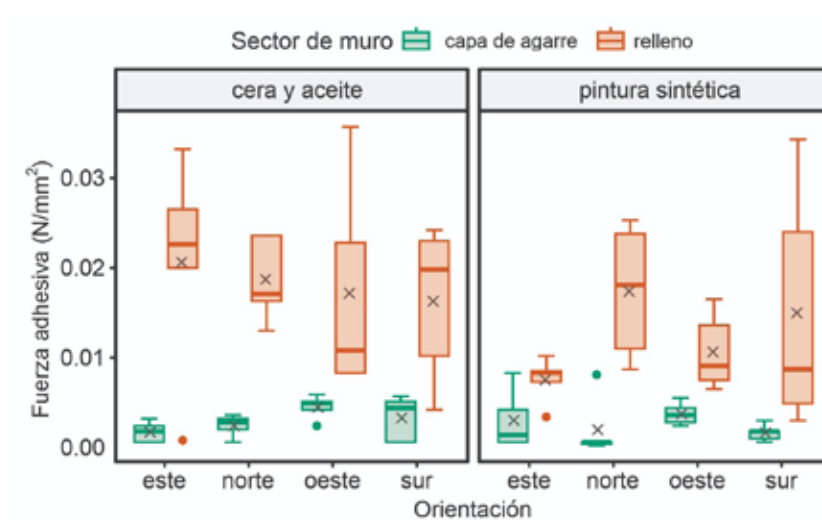 Sector de muro capa de agarre relleno
cera y aceite pintura sintética
Fuerza adhesiva (N/mm²)
0.03
0.02
0.01
0.00
este norte oeste sur este norte oeste sur
Orientación